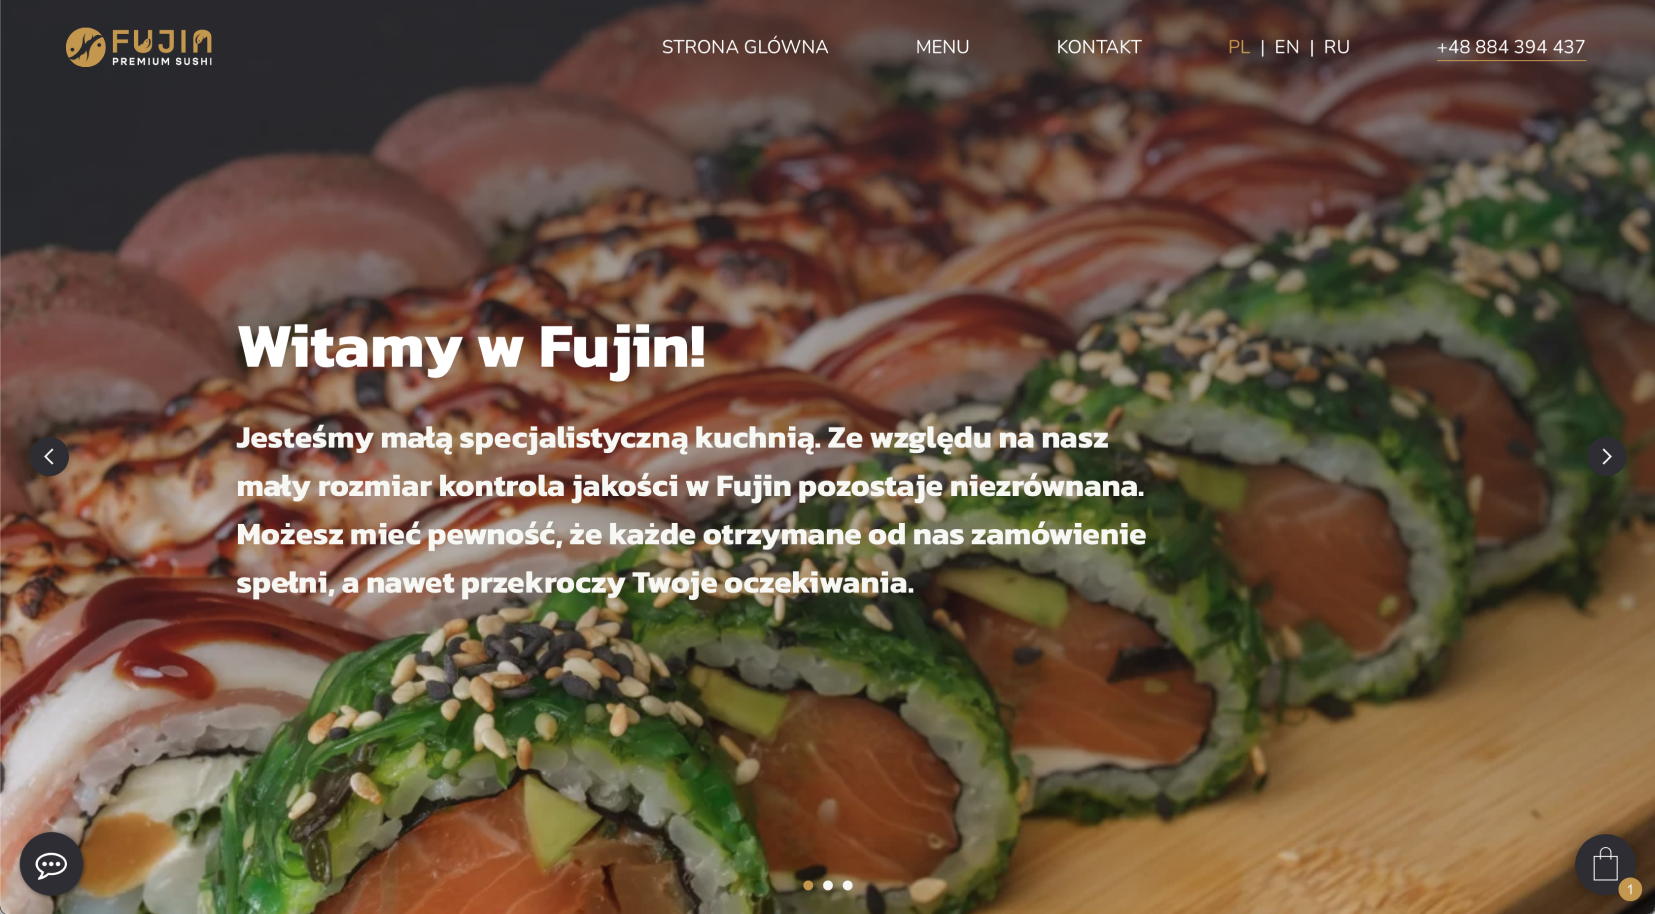 FUJIN
PREMIUM SUSHI
STRONA GLÓWNA
MENU
KONTAKT
PL | EN | RU
+48 884 394 437
Witamy w Fujin!
Jesteśmy małą specjalistyczną kuchnią. Ze względu na nasz
mały rozmiar kontrola jakości w Fujin pozostaje niezrównana.
Możesz mieć pewność, że każde otrzymane od nas zamówienie
spełni, a nawet przekroczy Twoje oczekiwania.
1